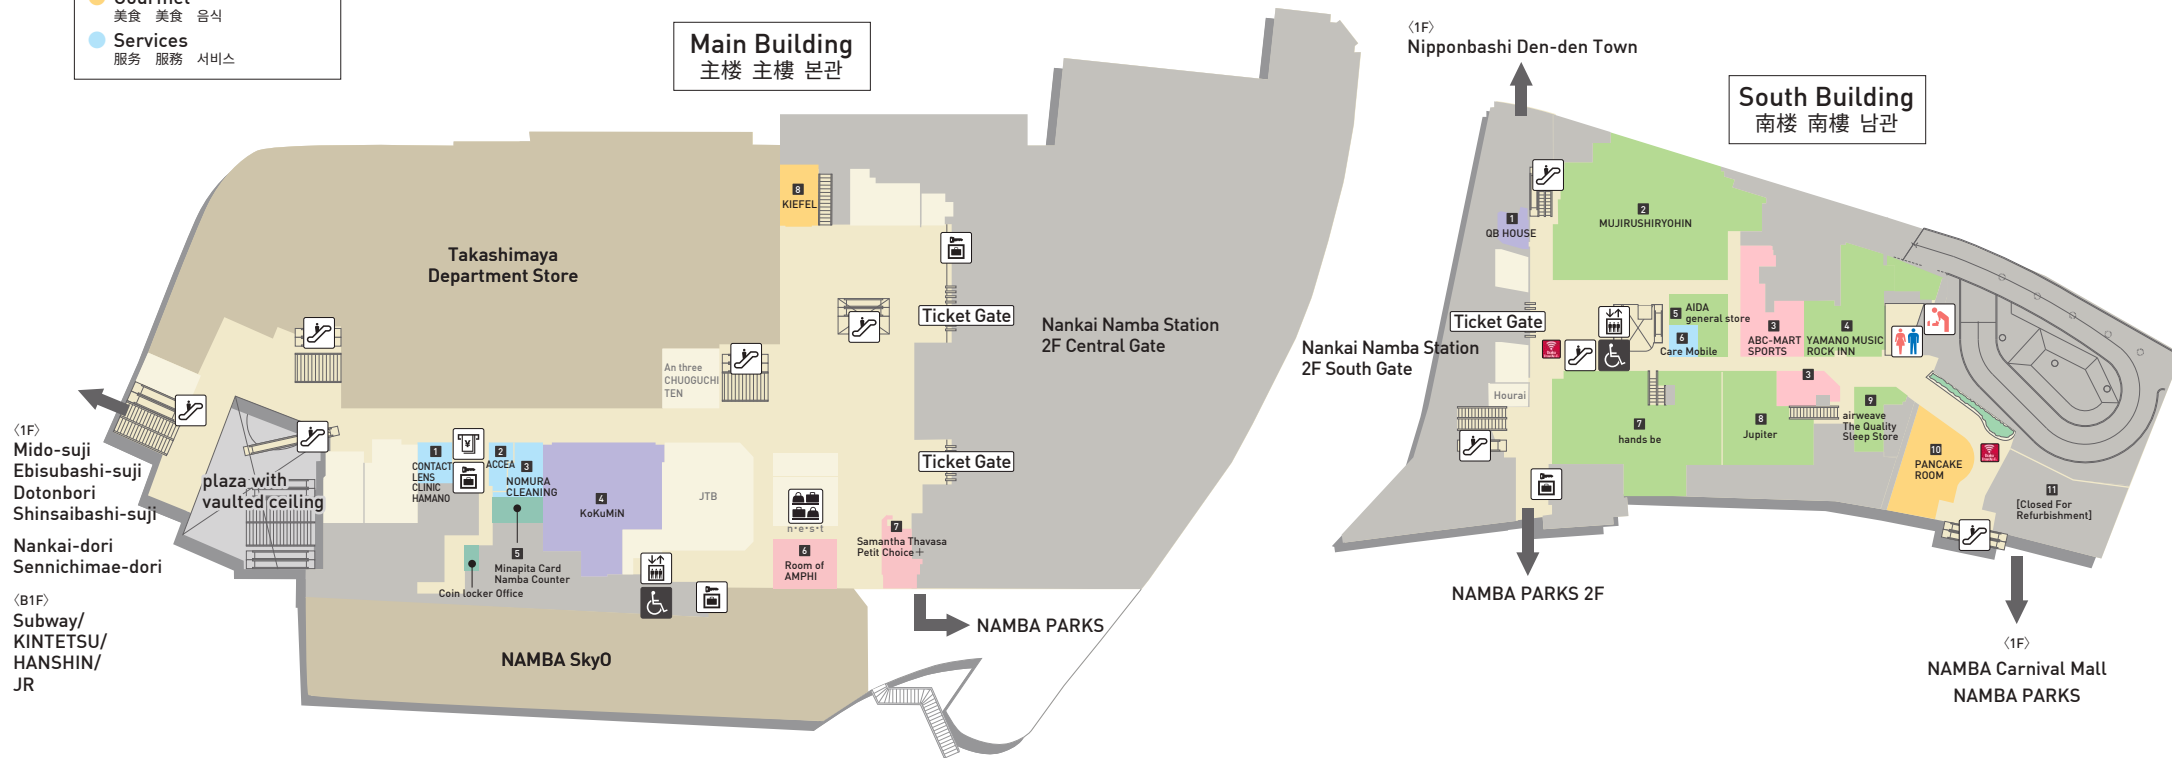 Gourmet
美食 美食 음식
Services
服务 服務 서비스
Main Building
主楼 主樓 본관
〈1F〉
Nipponbashi Den-den Town
South Building
南楼 南樓 남관
Takashimaya
Department Store
8
KIEFEL
Ticket Gate
Nankai Namba Station
2F Central Gate
An three
CHUOGUCHI
TEN
〈1F〉
Mido-suji
Ebisubashi-suji
Dotonbori
Shinsaibashi-suji
Nankai-dori
Sennichimae-dori
〈B1F〉
Subway/
KINTETSU/
HANSHIN/
JR
plaza with
vaulted ceiling
1
CONTACT
LENS
CLINIC
HAMANO
2
ACCEA
3
NOMURA
CLEANING
4
KoKuMiN
JTB
n・e・s・t
Ticket Gate
5
Minapita Card
Namba Counter
Coin locker Office
6
Room of
AMPHI
7
Samantha Thavasa
Petit Choice+
NAMBA SkyO
NAMBA PARKS
1
QB HOUSE
2
MUJIRUSHIRYOHIN
Ticket Gate
Nankai Namba Station
2F South Gate
5
AIDA
general store
6
Care Mobile
3
ABC-MART
SPORTS
4
YAMANO MUSIC
ROCK INN
3
Hourai
7
hands be
8
Jupiter
9
airweave
The Quality
Sleep Store
10
PANCAKE
ROOM
11
[Closed For
Refurbishment]
NAMBA PARKS 2F
〈1F〉
NAMBA Carnival Mall
NAMBA PARKS